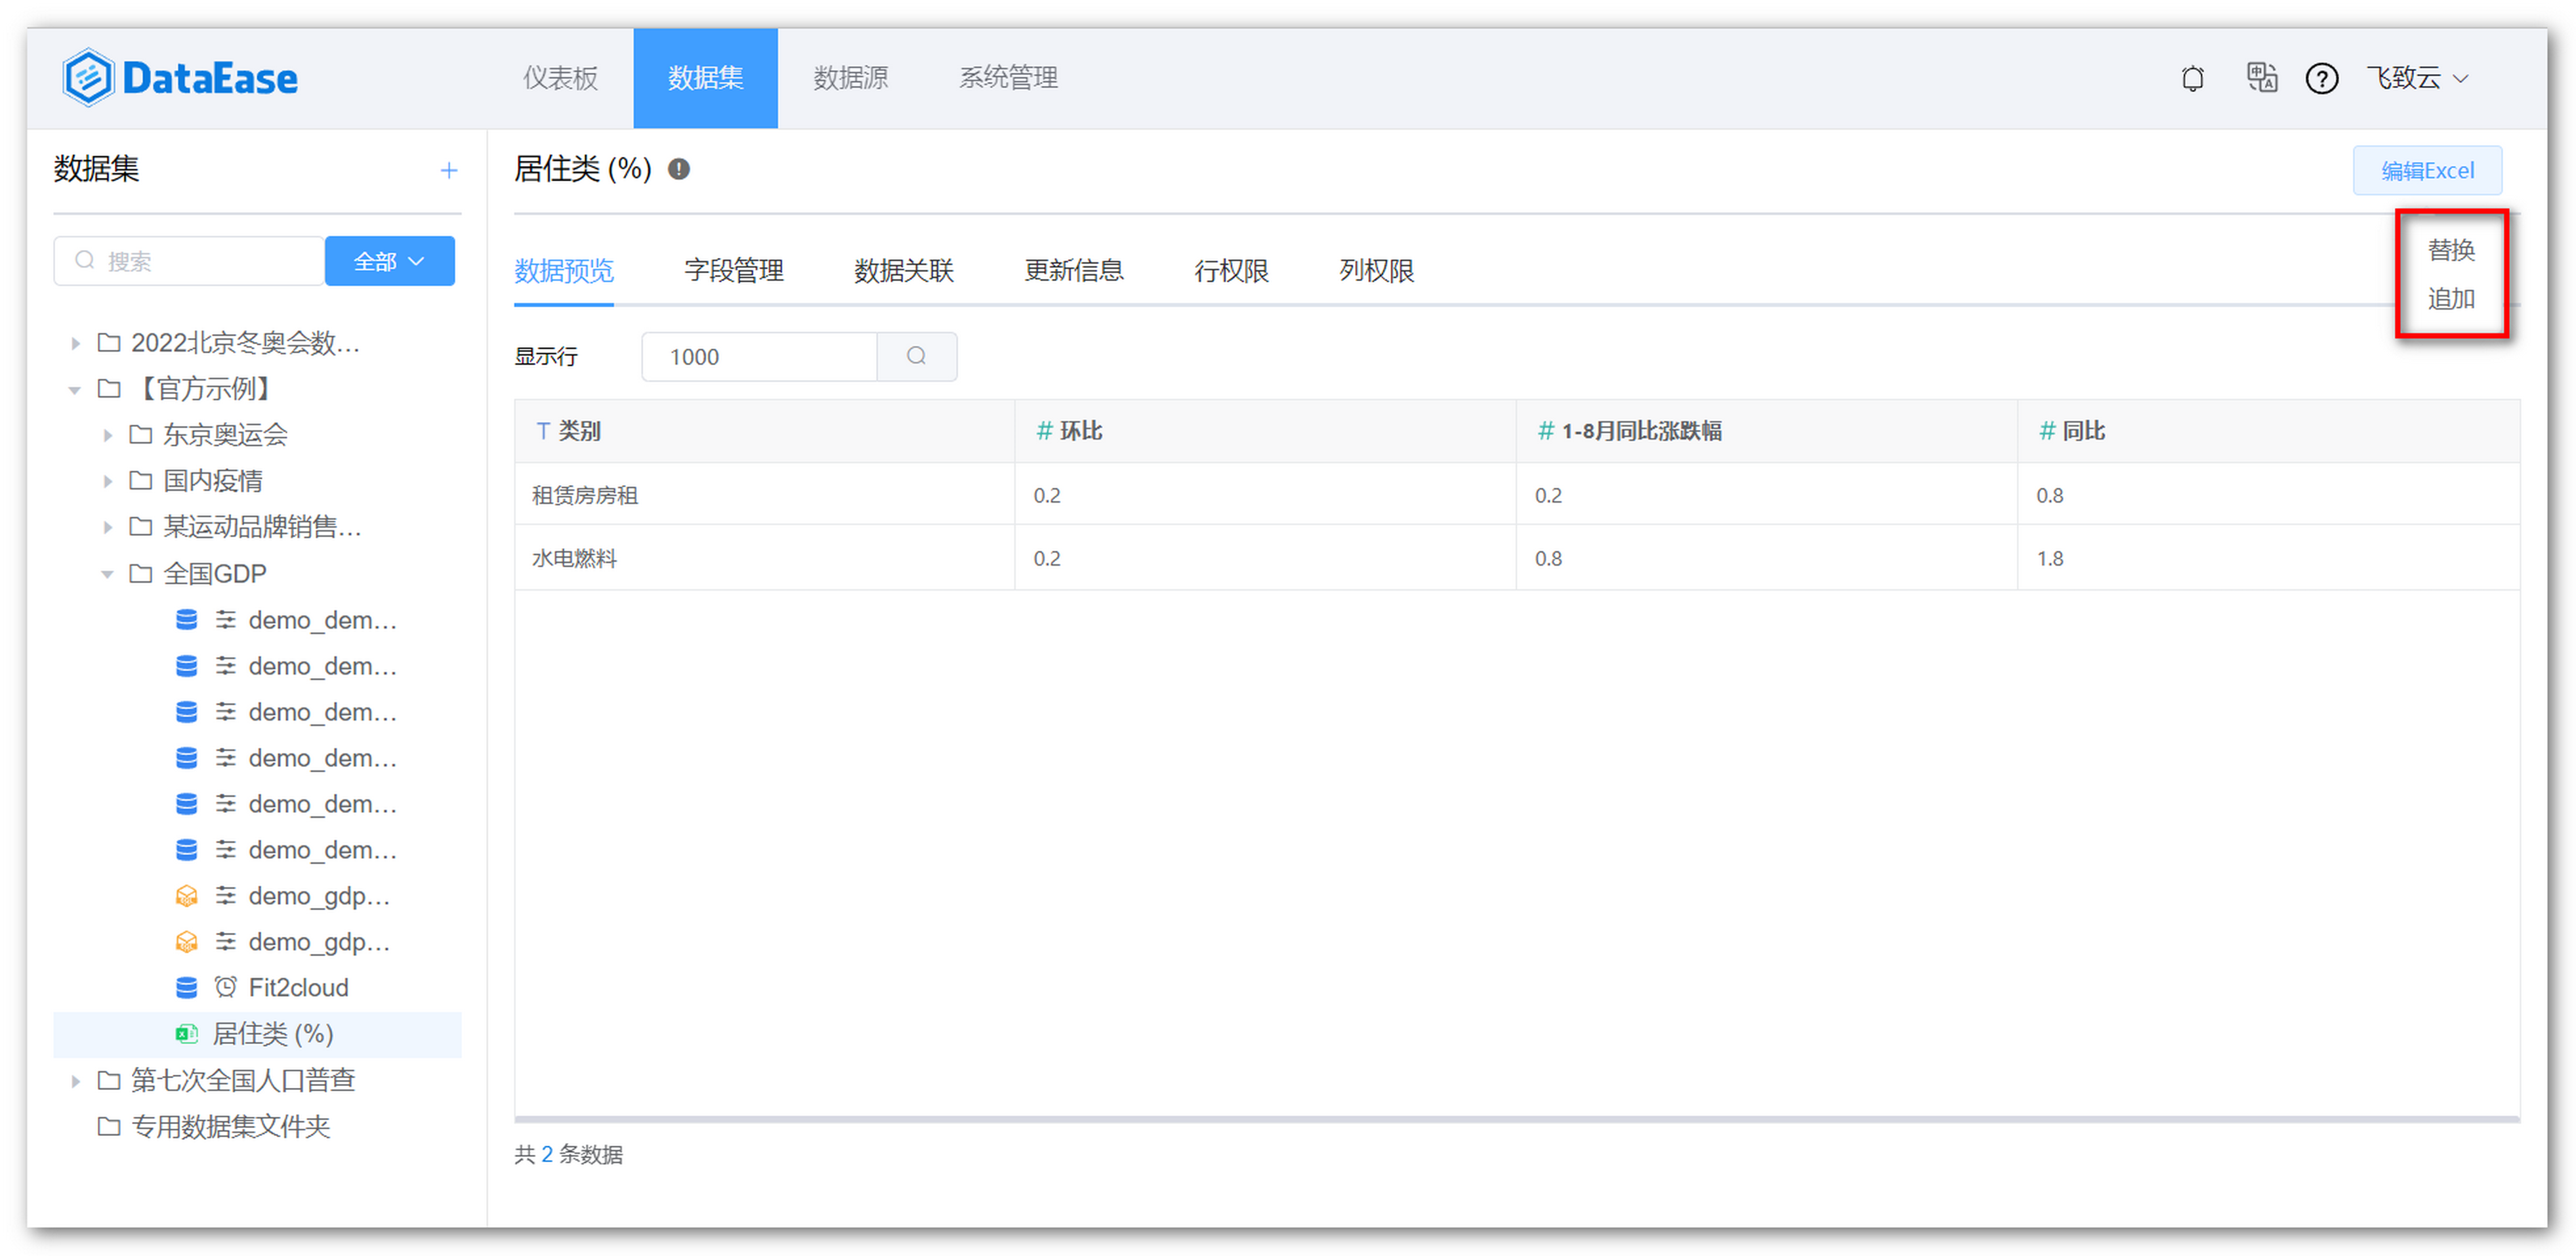 DataEase
仪表板 数据集 数据源 系统管理 飞致云
数据集
搜索 全部
2022北京冬奥会数...
【官方示例】
东京奥运会
国内疫情
某运动品牌销售...
全国GDP
demo_dem...
demo_dem...
demo_dem...
demo_dem...
demo_dem...
demo_dem...
demo_gdp...
demo_gdp...
Fit2cloud
居住类 (%)
第七次全国人口普查
专用数据集文件夹
居住类 (%) 编辑Excel
替换
追加
数据预览 字段管理 数据关联 更新信息 行权限 列权限
显示行 1000
T 类别 # 环比 # 1-8月同比涨跌幅 # 同比
租赁房房租 0.2 0.2 0.8
水电燃料 0.2 0.8 1.8
共 2 条数据